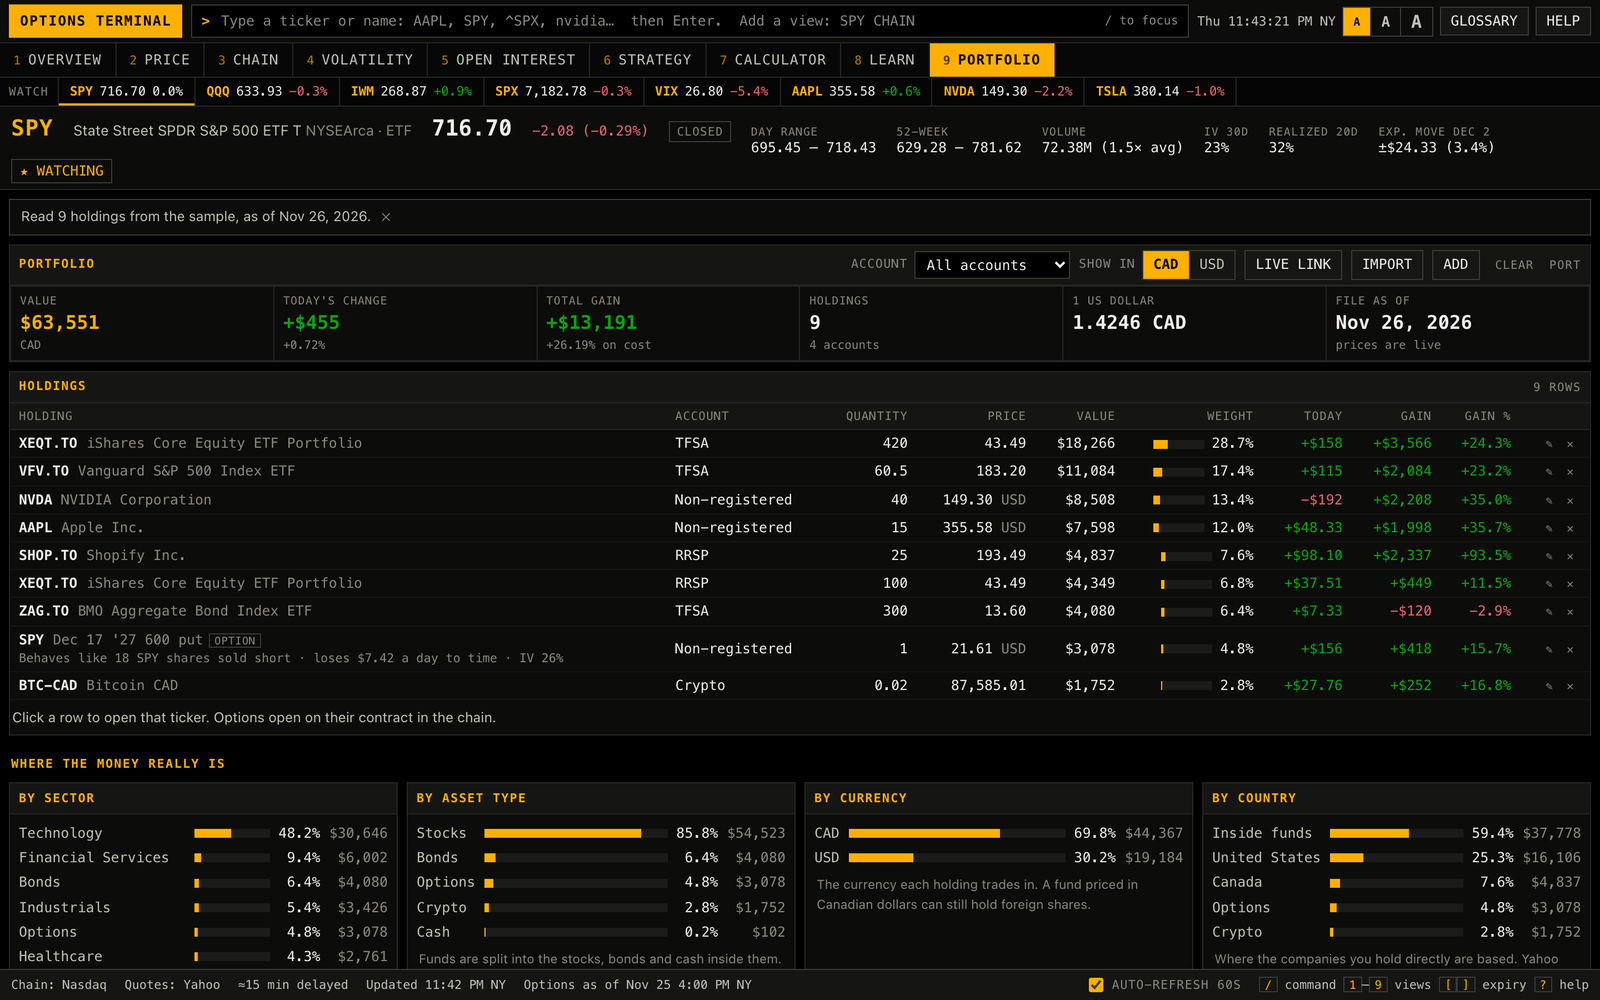 OPTIONS TERMINAL
> Type a ticker or name: AAPL, SPY, ^SPX, nvidia… then Enter. Add a view: SPY CHAIN / to focus
Thu 11:43:21 PM NY A A A GLOSSARY HELP
1 OVERVIEW 2 PRICE 3 CHAIN 4 VOLATILITY 5 OPEN INTEREST 6 STRATEGY 7 CALCULATOR 8 LEARN 9 PORTFOLIO
WATCH SPY 716.70 0.0% QQQ 633.93 −0.3% IWM 268.87 +0.9% SPX 7,182.78 −0.3% VIX 26.80 −5.4% AAPL 355.58 +0.6% NVDA 149.30 −2.2% TSLA 380.14 −1.0%
SPY State Street SPDR S&P 500 ETF T NYSEArca · ETF 716.70 −2.08 (−0.29%) CLOSED
DAY RANGE 52-WEEK VOLUME IV 30D REALIZED 20D EXP. MOVE DEC 2
695.45 – 718.43 629.28 – 781.62 72.38M (1.5× avg) 23% 32% ±$24.33 (3.4%)
★ WATCHING
Read 9 holdings from the sample, as of Nov 26, 2026. ×
PORTFOLIO ACCOUNT All accounts SHOW IN CAD USD LIVE LINK IMPORT ADD CLEAR PORT
VALUE TODAY'S CHANGE TOTAL GAIN HOLDINGS 1 US DOLLAR FILE AS OF
$63,551 +$455 +$13,191 9 1.4246 CAD Nov 26, 2026
CAD +0.72% +26.19% on cost 4 accounts prices are live
HOLDINGS 9 ROWS
HOLDING ACCOUNT QUANTITY PRICE VALUE WEIGHT TODAY GAIN GAIN %
XEQT.TO iShares Core Equity ETF Portfolio TFSA 420 43.49 $18,266 28.7% +$158 +$3,566 +24.3% ✎ ×
VFV.TO Vanguard S&P 500 Index ETF TFSA 60.5 183.20 $11,084 17.4% +$115 +$2,084 +23.2% ✎ ×
NVDA NVIDIA Corporation Non-registered 40 149.30 USD $8,508 13.4% −$192 +$2,208 +35.0% ✎ ×
AAPL Apple Inc. Non-registered 15 355.58 USD $7,598 12.0% +$48.33 +$1,998 +35.7% ✎ ×
SHOP.TO Shopify Inc. RRSP 25 193.49 $4,837 7.6% +$98.10 +$2,337 +93.5% ✎ ×
XEQT.TO iShares Core Equity ETF Portfolio RRSP 100 43.49 $4,349 6.8% +$37.51 +$449 +11.5% ✎ ×
ZAG.TO BMO Aggregate Bond Index ETF TFSA 300 13.60 $4,080 6.4% +$7.33 −$120 −2.9% ✎ ×
SPY Dec 17 '27 600 put OPTION Non-registered 1 21.61 USD $3,078 4.8% +$156 +$418 +15.7% ✎ ×
Behaves like 18 SPY shares sold short · loses $7.42 a day to time · IV 26%
BTC-CAD Bitcoin CAD Crypto 0.02 87,585.01 $1,752 2.8% +$27.76 +$252 +16.8% ✎ ×
Click a row to open that ticker. Options open on their contract in the chain.
WHERE THE MONEY REALLY IS
BY SECTOR
Technology 48.2% $30,646
Financial Services 9.4% $6,002
Bonds 6.4% $4,080
Industrials 5.4% $3,426
Options 4.8% $3,078
Healthcare 4.3% $2,761
BY ASSET TYPE
Stocks 85.8% $54,523
Bonds 6.4% $4,080
Options 4.8% $3,078
Crypto 2.8% $1,752
Cash 0.2% $102
Funds are split into the stocks, bonds and cash inside them.
BY CURRENCY
CAD 69.8% $44,367
USD 30.2% $19,184
The currency each holding trades in. A fund priced in
Canadian dollars can still hold foreign shares.
BY COUNTRY
Inside funds 59.4% $37,778
United States 25.3% $16,106
Canada 7.6% $4,837
Options 4.8% $3,078
Crypto 2.8% $1,752
Where the companies you hold directly are based. Yahoo
Chain: Nasdaq Quotes: Yahoo ≈15 min delayed Updated 11:42 PM NY Options as of Nov 25 4:00 PM NY AUTO-REFRESH 60S / command 1–9 views [ ] expiry ? help